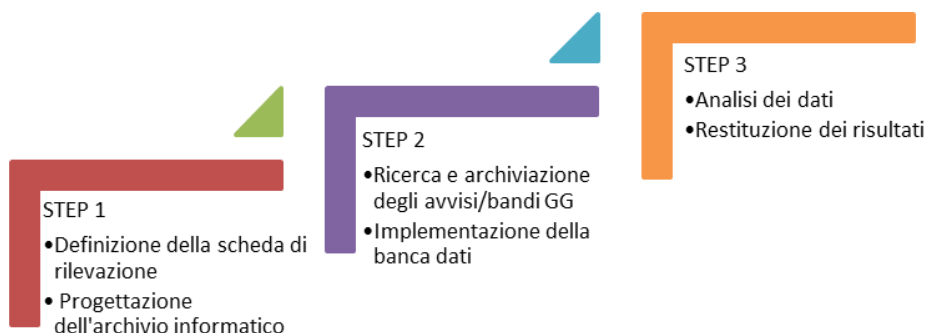 STEP 1
•Definizione della scheda di
rilevazione
• Progettazione
dell'archivio informatico
STEP 2
•Ricerca e archiviazione
degli avvisi/bandi GG
•Implementazione della
banca dati
STEP 3
•Analisi dei dati
•Restituzione dei risultati